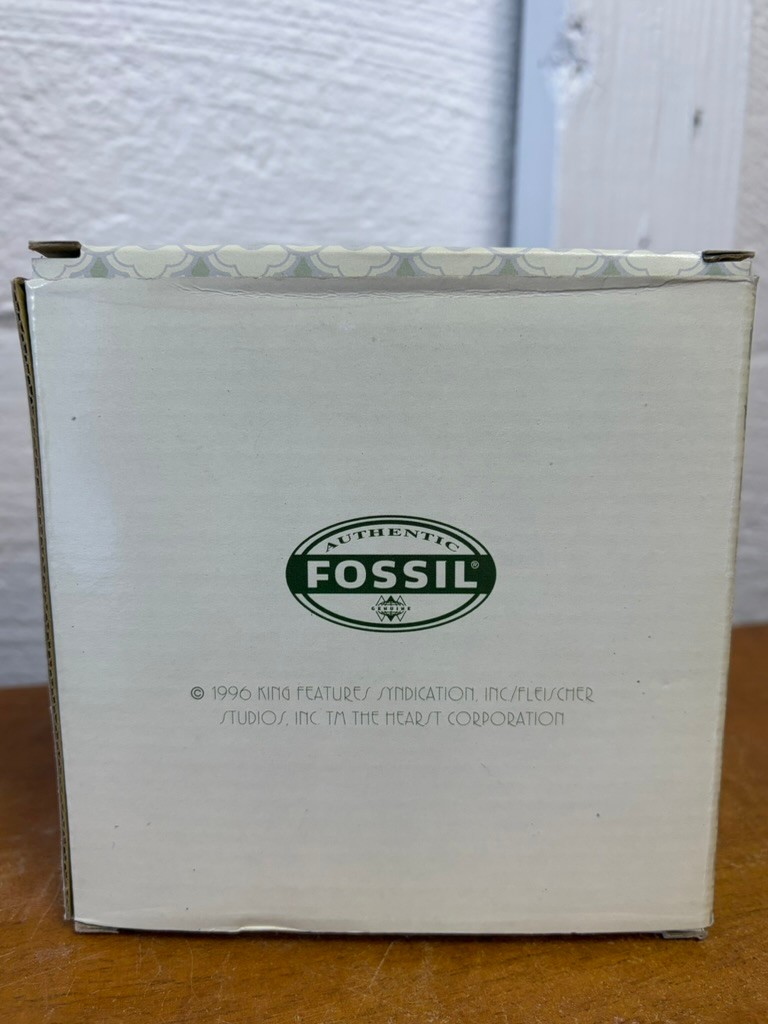 AUTHENTIC
FOSSIL®
GENUINE
© 1996 KING FEATURES SYNDICATION, INC/FLEISCHER
STUDIOS, INC TM THE HEARST CORPORATION